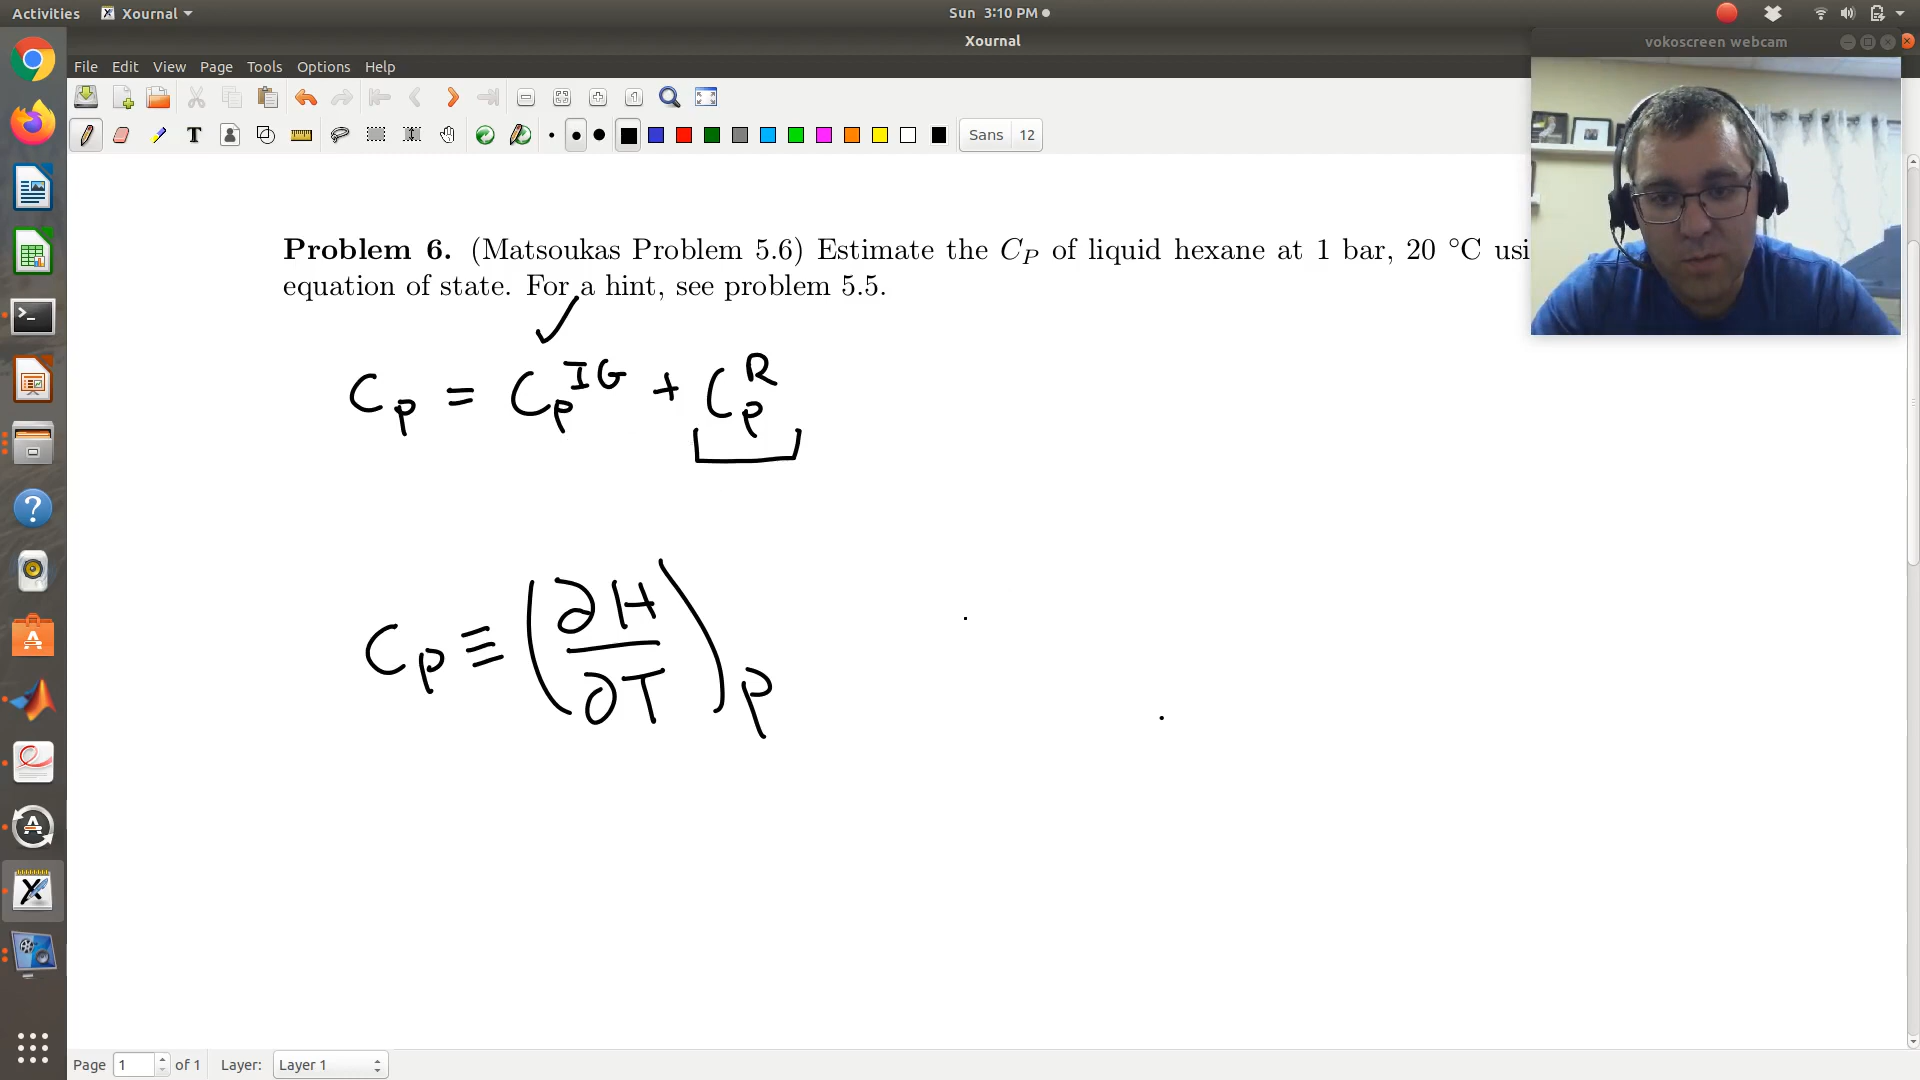 Activities Xournal Sun 3:10 PM
Xournal
vokoscreen webcam
File Edit View Page Tools Options Help
T Sans 12
Problem 6. (Matsoukas Problem 5.6) Estimate the C_P of liquid hexane at 1 bar, 20 °C usi
equation of state. For a hint, see problem 5.5.
C_p = C_p^{IG} + C_p^R
C_p ≡ (∂H/∂T)_P
Page 1 of 1 Layer: Layer 1